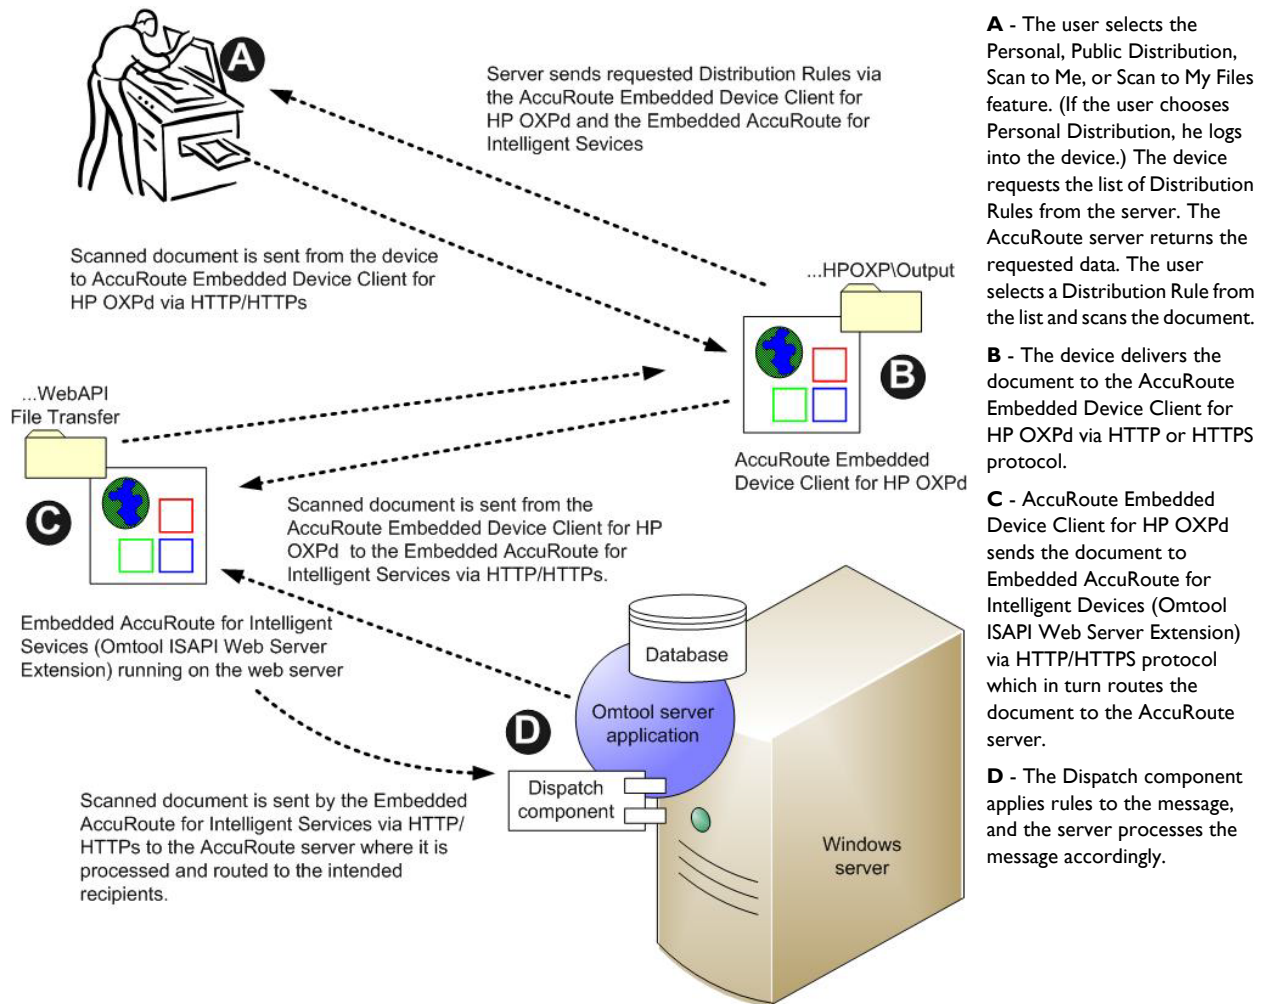 A
Server sends requested Distribution Rules via
the AccuRoute Embedded Device Client for
HP OXPd and the Embedded AccuRoute for
Intelligent Sevices
Scanned document is sent from the device
to AccuRoute Embedded Device Client for
HP OXPd via HTTP/HTTPs
...HPOXP\Output
B
AccuRoute Embedded
Device Client for HP OXPd
...WebAPI
File Transfer
C
Scanned document is sent from the
AccuRoute Embedded Device Client for HP
OXPd to the Embedded AccuRoute for
Intelligent Services via HTTP/HTTPs.
Embedded AccuRoute for Intelligent
Sevices (Omtool ISAPI Web Server
Extension) running on the web server
Database
Omtool server
application
D
Dispatch
component
Windows
server
Scanned document is sent by the Embedded
AccuRoute for Intelligent Services via HTTP/
HTTPs to the AccuRoute server where it is
processed and routed to the intended
recipients.
A - The user selects the
Personal, Public Distribution,
Scan to Me, or Scan to My Files
feature. (If the user chooses
Personal Distribution, he logs
into the device.) The device
requests the list of Distribution
Rules from the server. The
AccuRoute server returns the
requested data. The user
selects a Distribution Rule from
the list and scans the document.
B - The device delivers the
document to the AccuRoute
Embedded Device Client for
HP OXPd via HTTP or HTTPS
protocol.
C - AccuRoute Embedded
Device Client for HP OXPd
sends the document to
Embedded AccuRoute for
Intelligent Devices (Omtool
ISAPI Web Server Extension)
via HTTP/HTTPS protocol
which in turn routes the
document to the AccuRoute
server.
D - The Dispatch component
applies rules to the message,
and the server processes the
message accordingly.